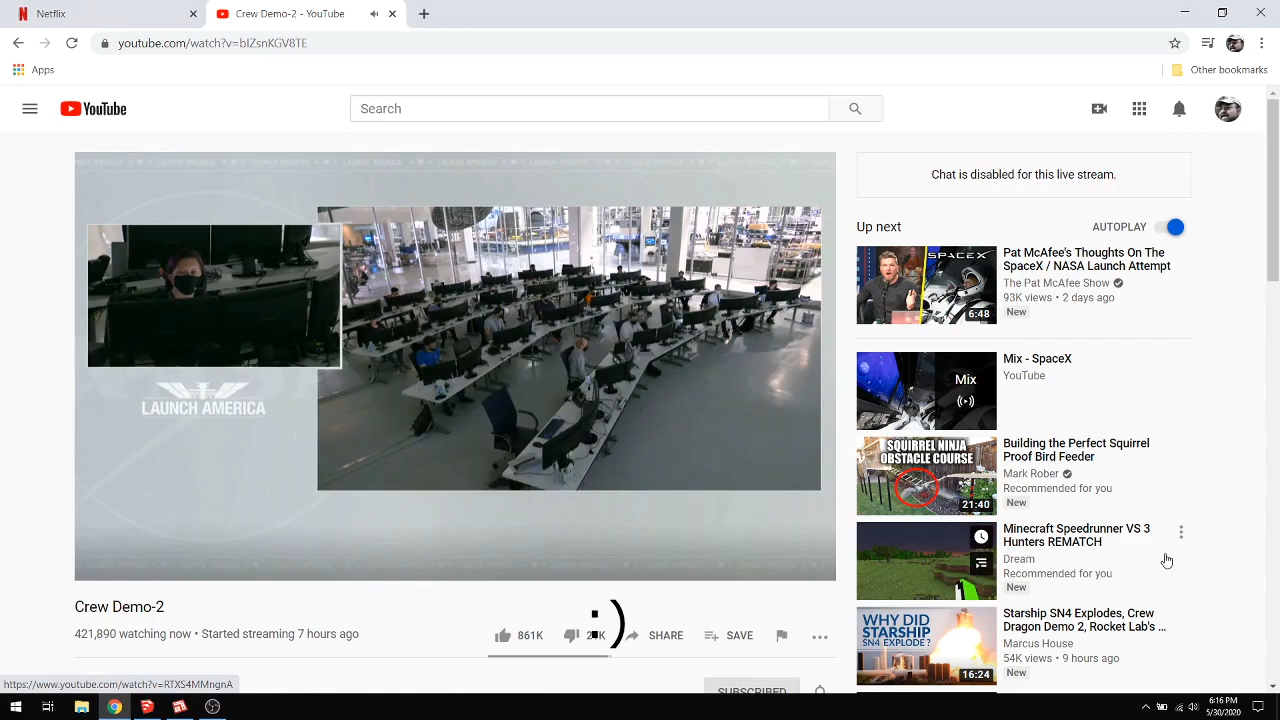 Netflix
Crew Demo-2 - YouTube
youtube.com/watch?v=bIZsnKGV8TE
Apps
Other bookmarks
YouTube
Search
LAUNCH AMERICA
Chat is disabled for this live stream.
Up next
AUTOPLAY
SPACEX
6:48
Pat McAfee's Thoughts On The
SpaceX / NASA Launch Attempt
The Pat McAfee Show
93K views • 2 days ago
New
Mix
Mix - SpaceX
YouTube
SQUIRREL NINJA
OBSTACLE COURSE
21:40
Building the Perfect Squirrel
Proof Bird Feeder
Mark Rober
Recommended for you
New
Minecraft Speedrunner VS 3
Hunters REMATCH
Dream
Recommended for you
New
WHY DID
STARSHIP
SN4 EXPLODE?
16:24
Starship SN4 Explodes, Crew
Dragon Demo 2, Rocket Lab's ...
Marcus House
54K views • 9 hours ago
New
Crew Demo-2
421,890 watching now • Started streaming 7 hours ago
861K
:)
SHARE
SAVE
SUBSCRIBED
https://www.youtube.com/watch?v=RTXS4MMngnA
6:16 PM
5/30/2020